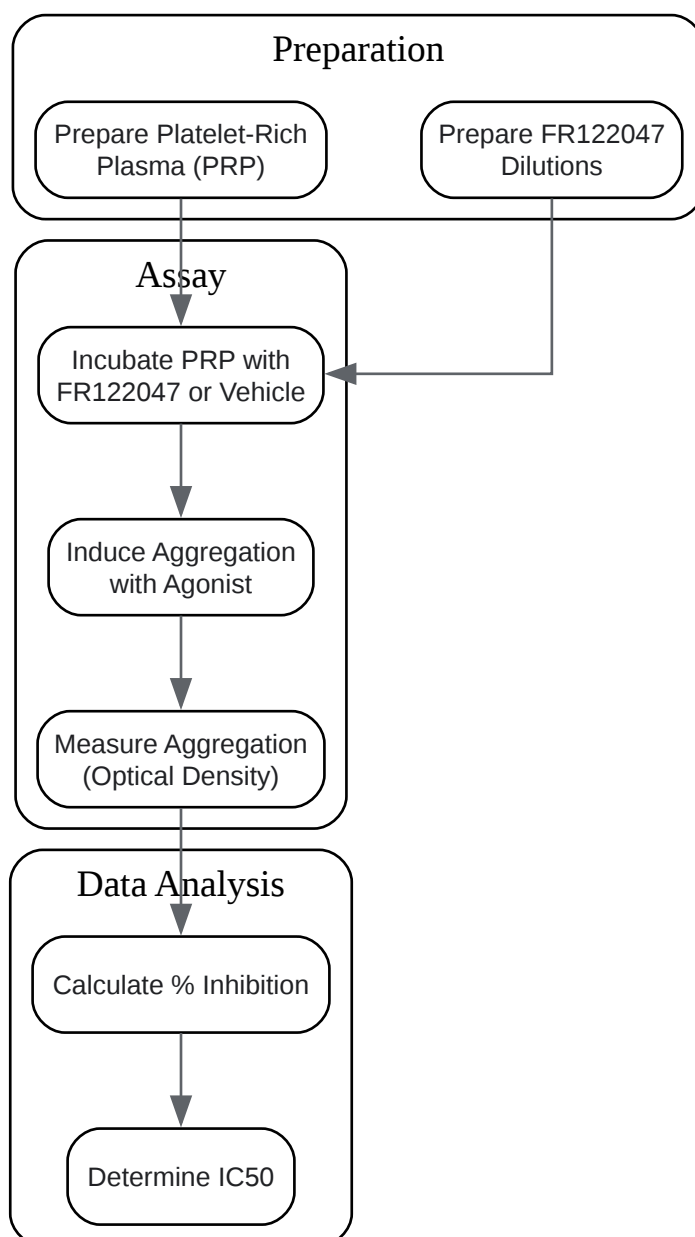 Preparation
Prepare Platelet-Rich
Plasma (PRP)
Prepare FR122047
Dilutions
Assay
Incubate PRP with
FR122047 or Vehicle
Induce Aggregation
with Agonist
Measure Aggregation
(Optical Density)
Data Analysis
Calculate % Inhibition
Determine IC50